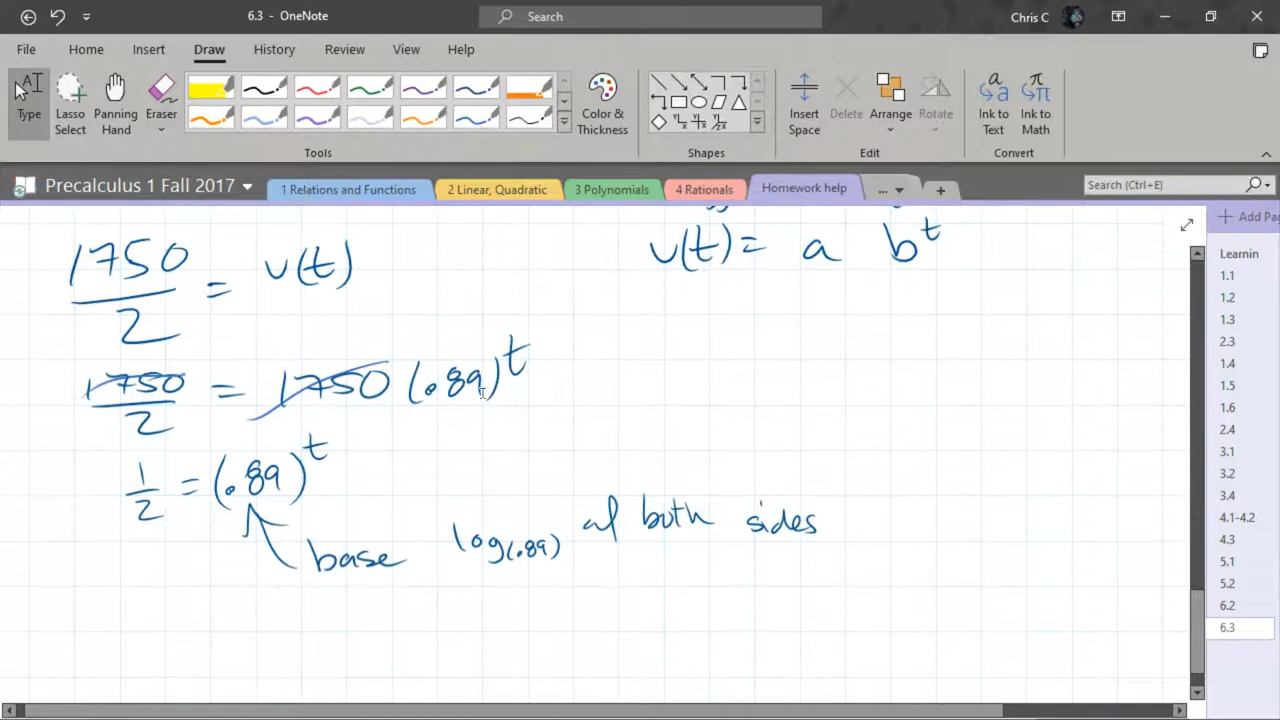 6.3 - OneNote
Search
Chris C
File Home Insert Draw History Review View Help
Type
Lasso Select
Panning Hand
Eraser
Color & Thickness
Insert Space
Delete
Arrange
Rotate
Ink to Text
Ink to Math
Tools
Shapes
Edit
Convert
Precalculus 1 Fall 2017
1 Relations and Functions
2 Linear, Quadratic
3 Polynomials
4 Rationals
Homework help
...
+
Search (Ctrl+E)
1750/2 = v(t)
v(t) = a b^t
1750/2 = 1750 (.89)^t
1/2 = (.89)^t
base log(.89) of both sides
+ Add Pa
Learnin
1.1
1.2
1.3
2.3
1.4
1.5
1.6
2.4
3.1
3.2
3.4
4.1-4.2
4.3
5.1
5.2
6.2
6.3